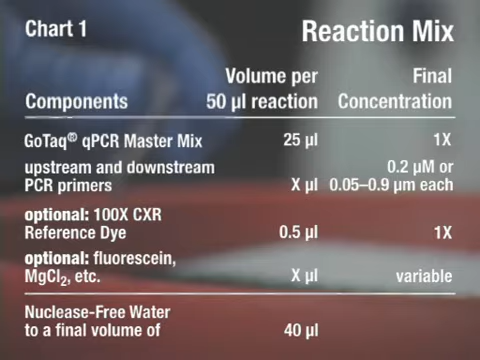 Chart 1
Reaction Mix
Components
Volume per
50 µl reaction
Final
Concentration
GoTaq® qPCR Master Mix 25 µl 1X
upstream and downstream
PCR primers X µl 0.2 µM or
0.05–0.9 µm each
optional: 100X CXR
Reference Dye 0.5 µl 1X
optional: fluorescein,
MgCl2, etc. X µl variable
Nuclease-Free Water
to a final volume of 40 µl